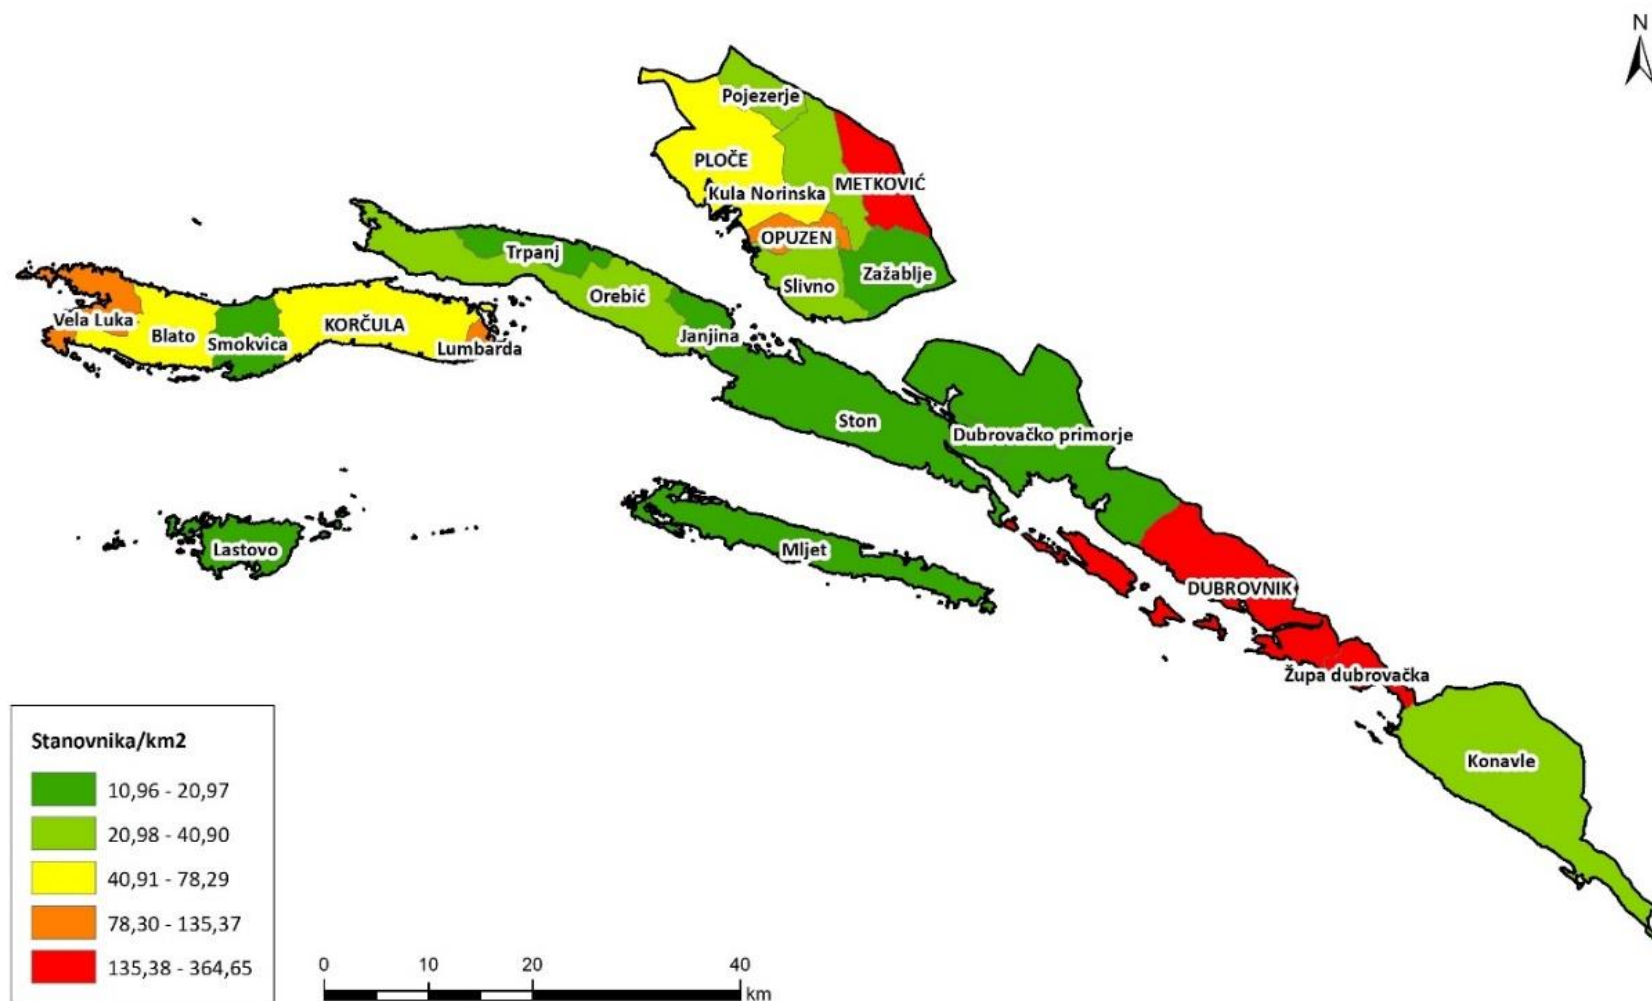 N
Pojezerje
PLOČE
METKOVIĆ
Kula Norinska
OPUZEN
Trpanj
Zažablje
Slivno
Orebić
Vela Luka
KORČULA
Blato
Janjina
Smokvica
Lumbarda
Ston
Dubrovačko primorje
Lastovo
Mljet
DUBROVNIK
Župa dubrovačka
Konavle
Stanovnika/km2
10,96 - 20,97
20,98 - 40,90
40,91 - 78,29
78,30 - 135,37
135,38 - 364,65
0 10 20 40
km